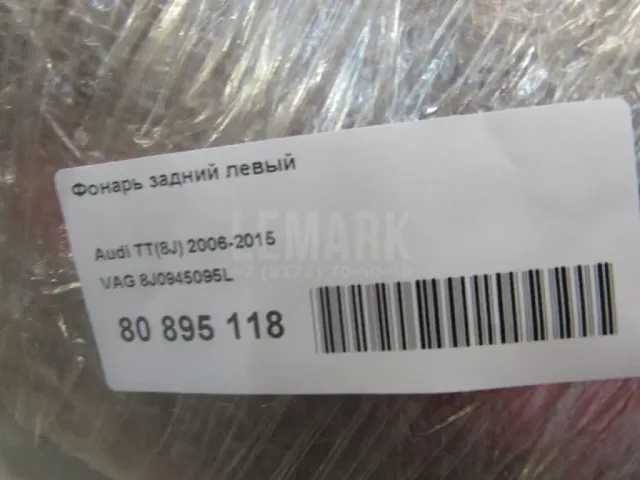 Фонарь задний левый
LEMARK
Audi TT(8J) 2006-2015
VAG 8J0945095L
80 895 118